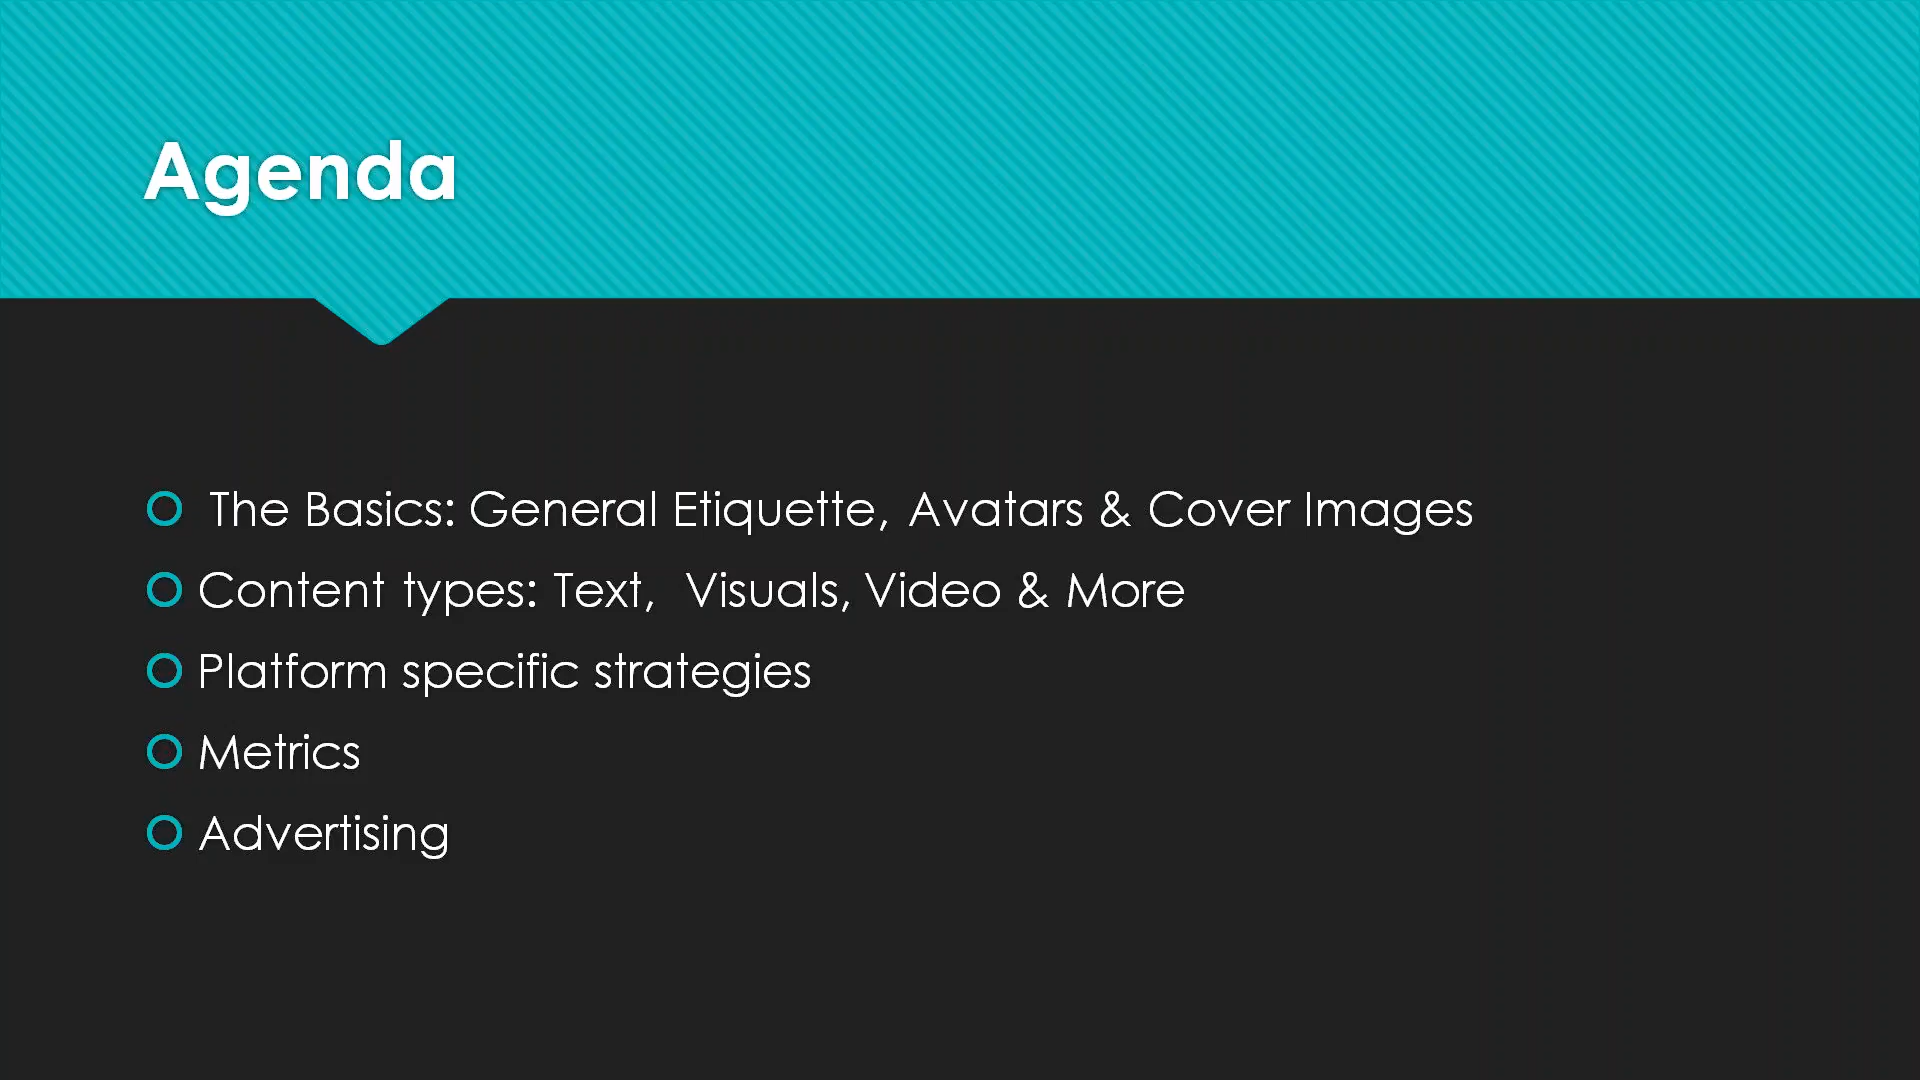 Agenda
The Basics: General Etiquette, Avatars & Cover Images
Content types: Text,  Visuals, Video & More
Platform specific strategies
Metrics
Advertising